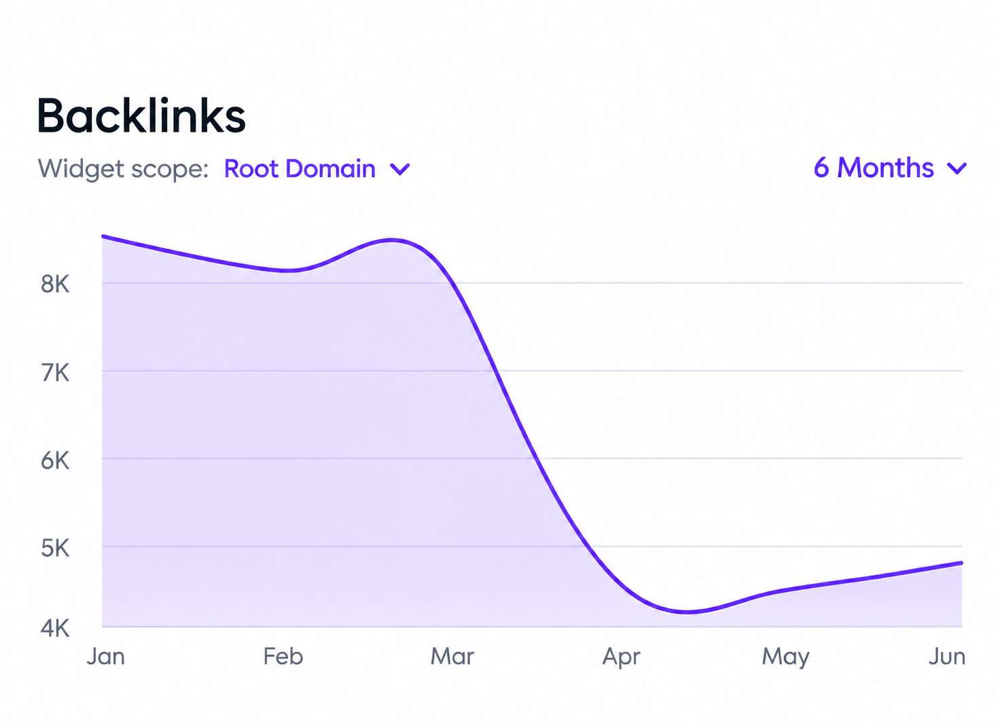 Backlinks
Widget scope: Root Domain
6 Months
8K
7K
6K
5K
4K
Jan Feb Mar Apr May Jun